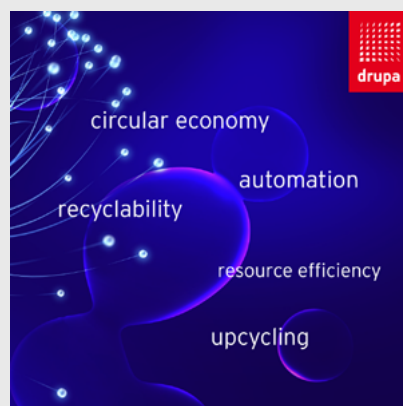 drupa
circular economy
automation
recyclability
resource efficiency
upcycling